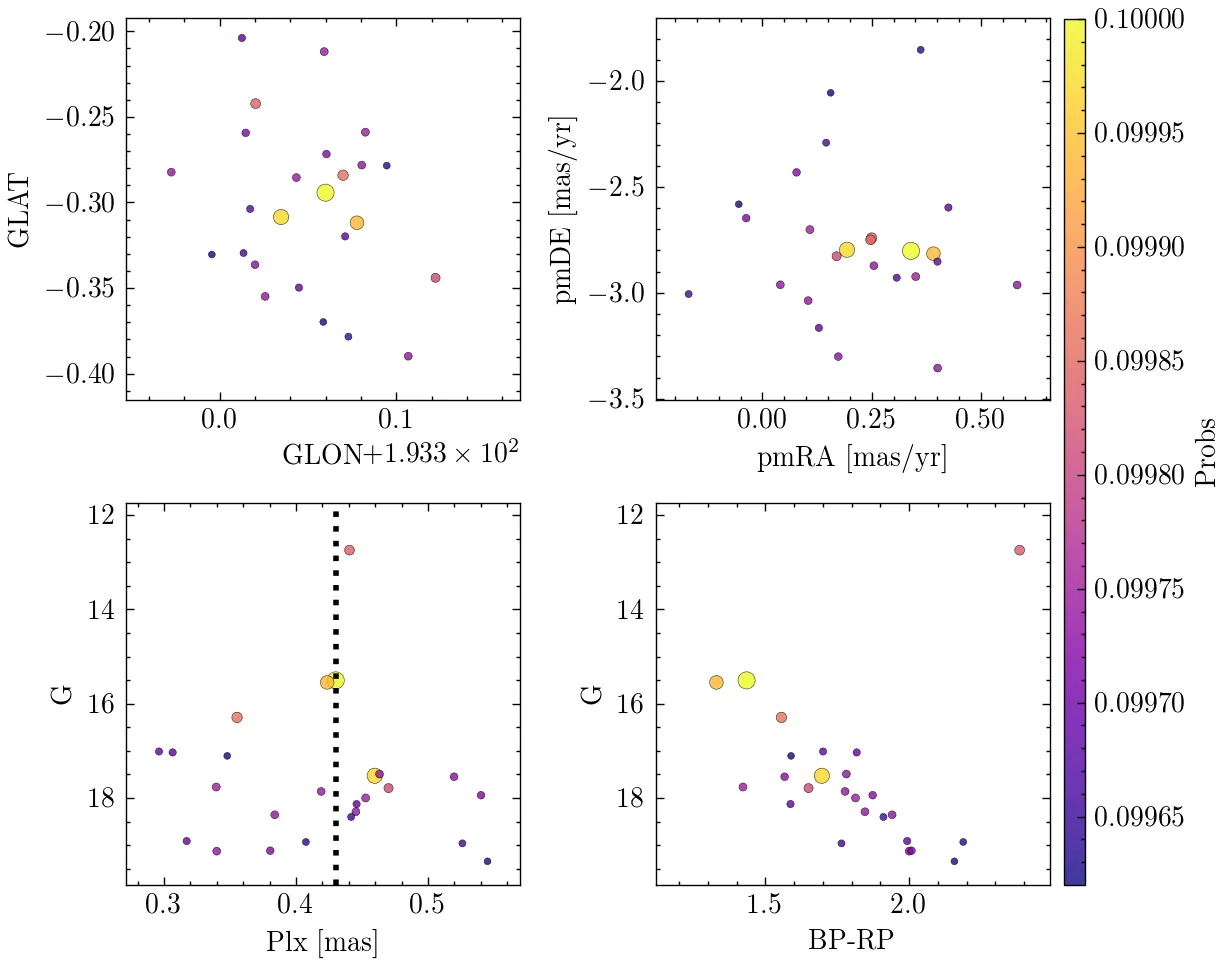 −0.20
−0.25
−0.30
−0.35
−0.40
GLAT
0.0 0.1
GLON+1.933 × 10²
−2.0
−2.5
−3.0
−3.5
pmDE [mas/yr]
0.00 0.25 0.50
pmRA [mas/yr]
12
14
16
18
G
0.3 0.4 0.5
Plx [mas]
12
14
16
18
G
1.5 2.0
BP-RP
0.10000
0.09995
0.09990
0.09985
0.09980
0.09975
0.09970
0.09965
Probs